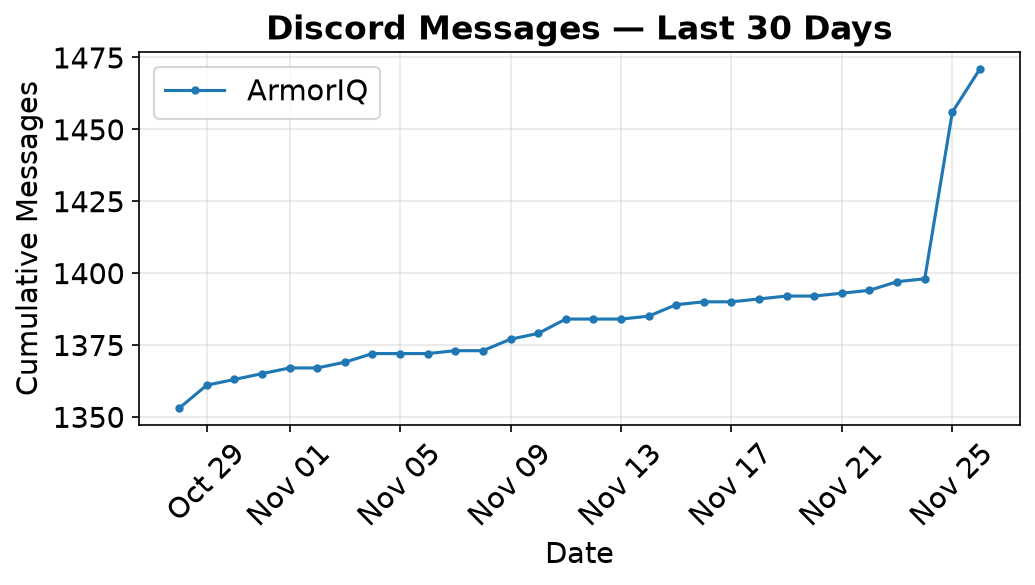 Discord Messages — Last 30 Days
ArmorIQ
Cumulative Messages
1475
1450
1425
1400
1375
1350
Oct 29
Nov 01
Nov 05
Nov 09
Nov 13
Nov 17
Nov 21
Nov 25
Date